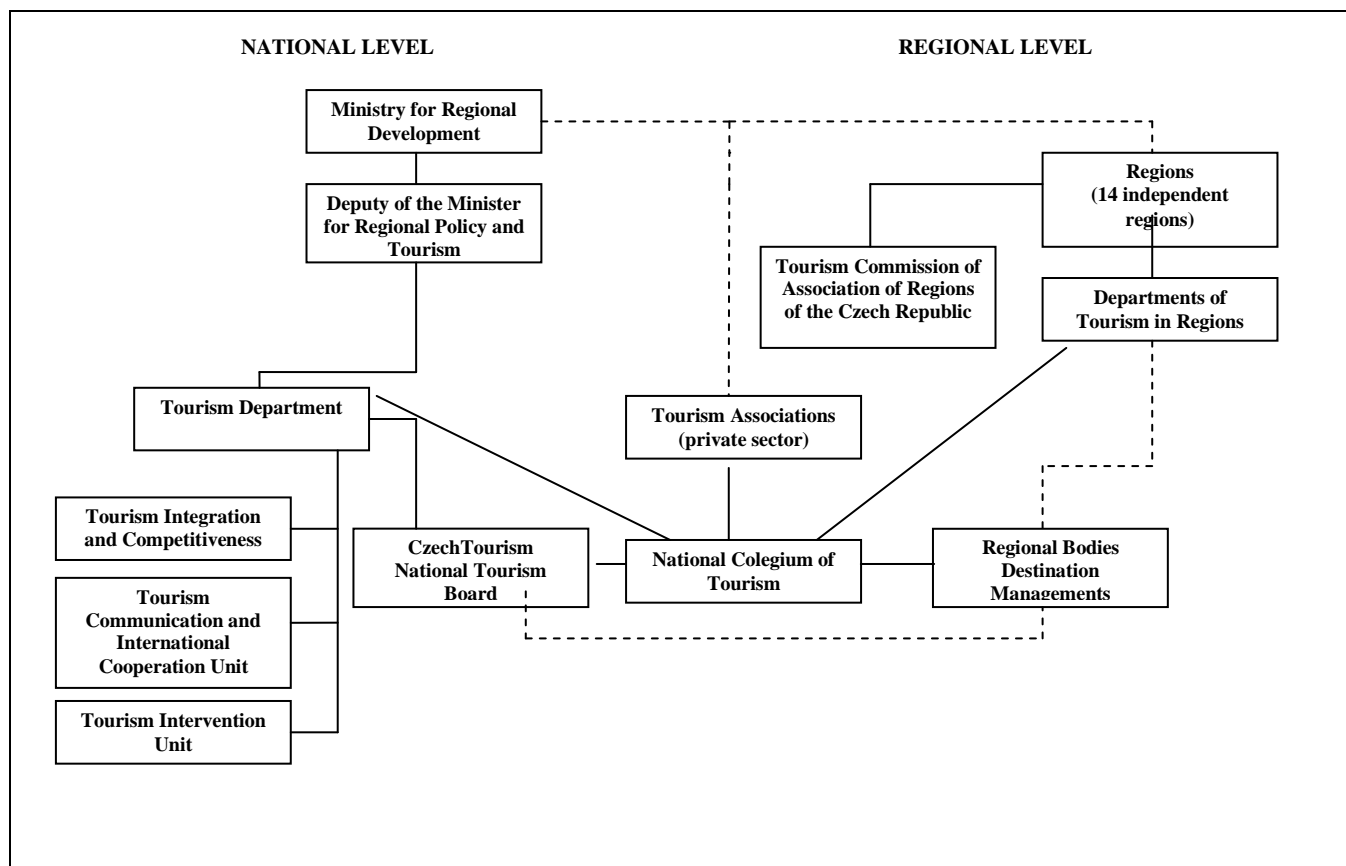 NATIONAL LEVEL
REGIONAL LEVEL
Ministry for Regional
Development
Deputy of the Minister
for Regional Policy and
Tourism
Regions
(14 independent
regions)
Tourism Commission of
Association of Regions
of the Czech Republic
Departments of
Tourism in Regions
Tourism Department
Tourism Associations
(private sector)
Tourism Integration
and Competitiveness
CzechTourism
National Tourism
Board
National Colegium of
Tourism
Regional Bodies
Destination
Managements
Tourism
Communication and
International
Cooperation Unit
Tourism Intervention
Unit